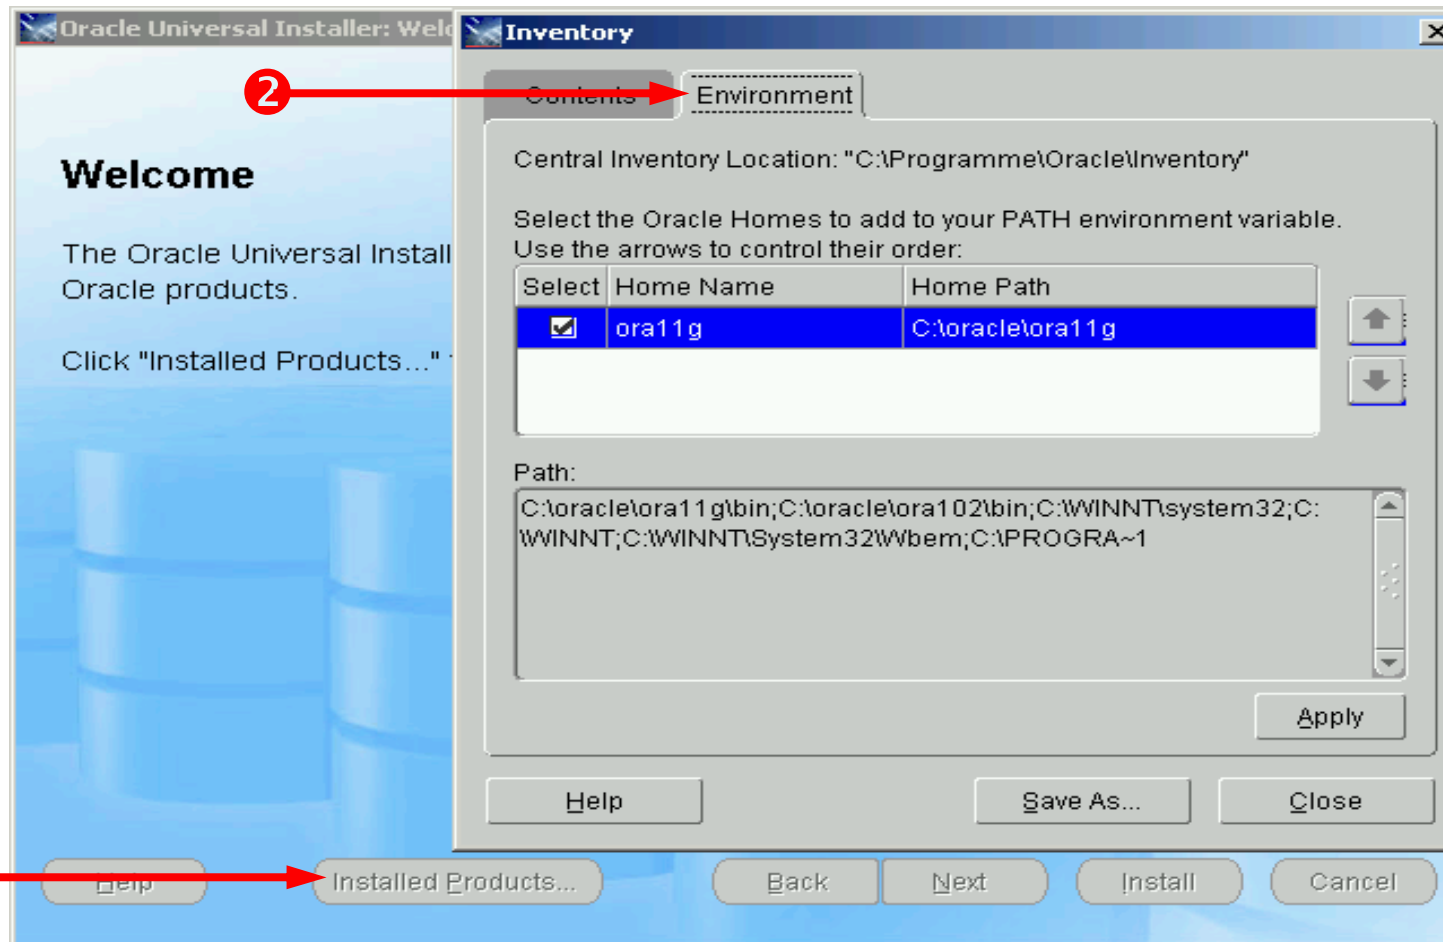 Oracle Universal Installer: Welc
Inventory
2
Contents
Environment
Welcome
The Oracle Universal Install
Oracle products.
Click "Installed Products..."
Central Inventory Location: "C:\Programme\Oracle\Inventory"
Select the Oracle Homes to add to your PATH environment variable.
Use the arrows to control their order:
Select Home Name Home Path
ora11g C:\oracle\ora11g
Path:
C:\oracle\ora11g\bin;C:\oracle\ora102\bin;C:\WINNT\system32;C:
\WINNT;C:\WINNT\System32\Wbem;C:\PROGRA~1
Apply
Help Save As... Close
Help Installed Products... Back Next Install Cancel